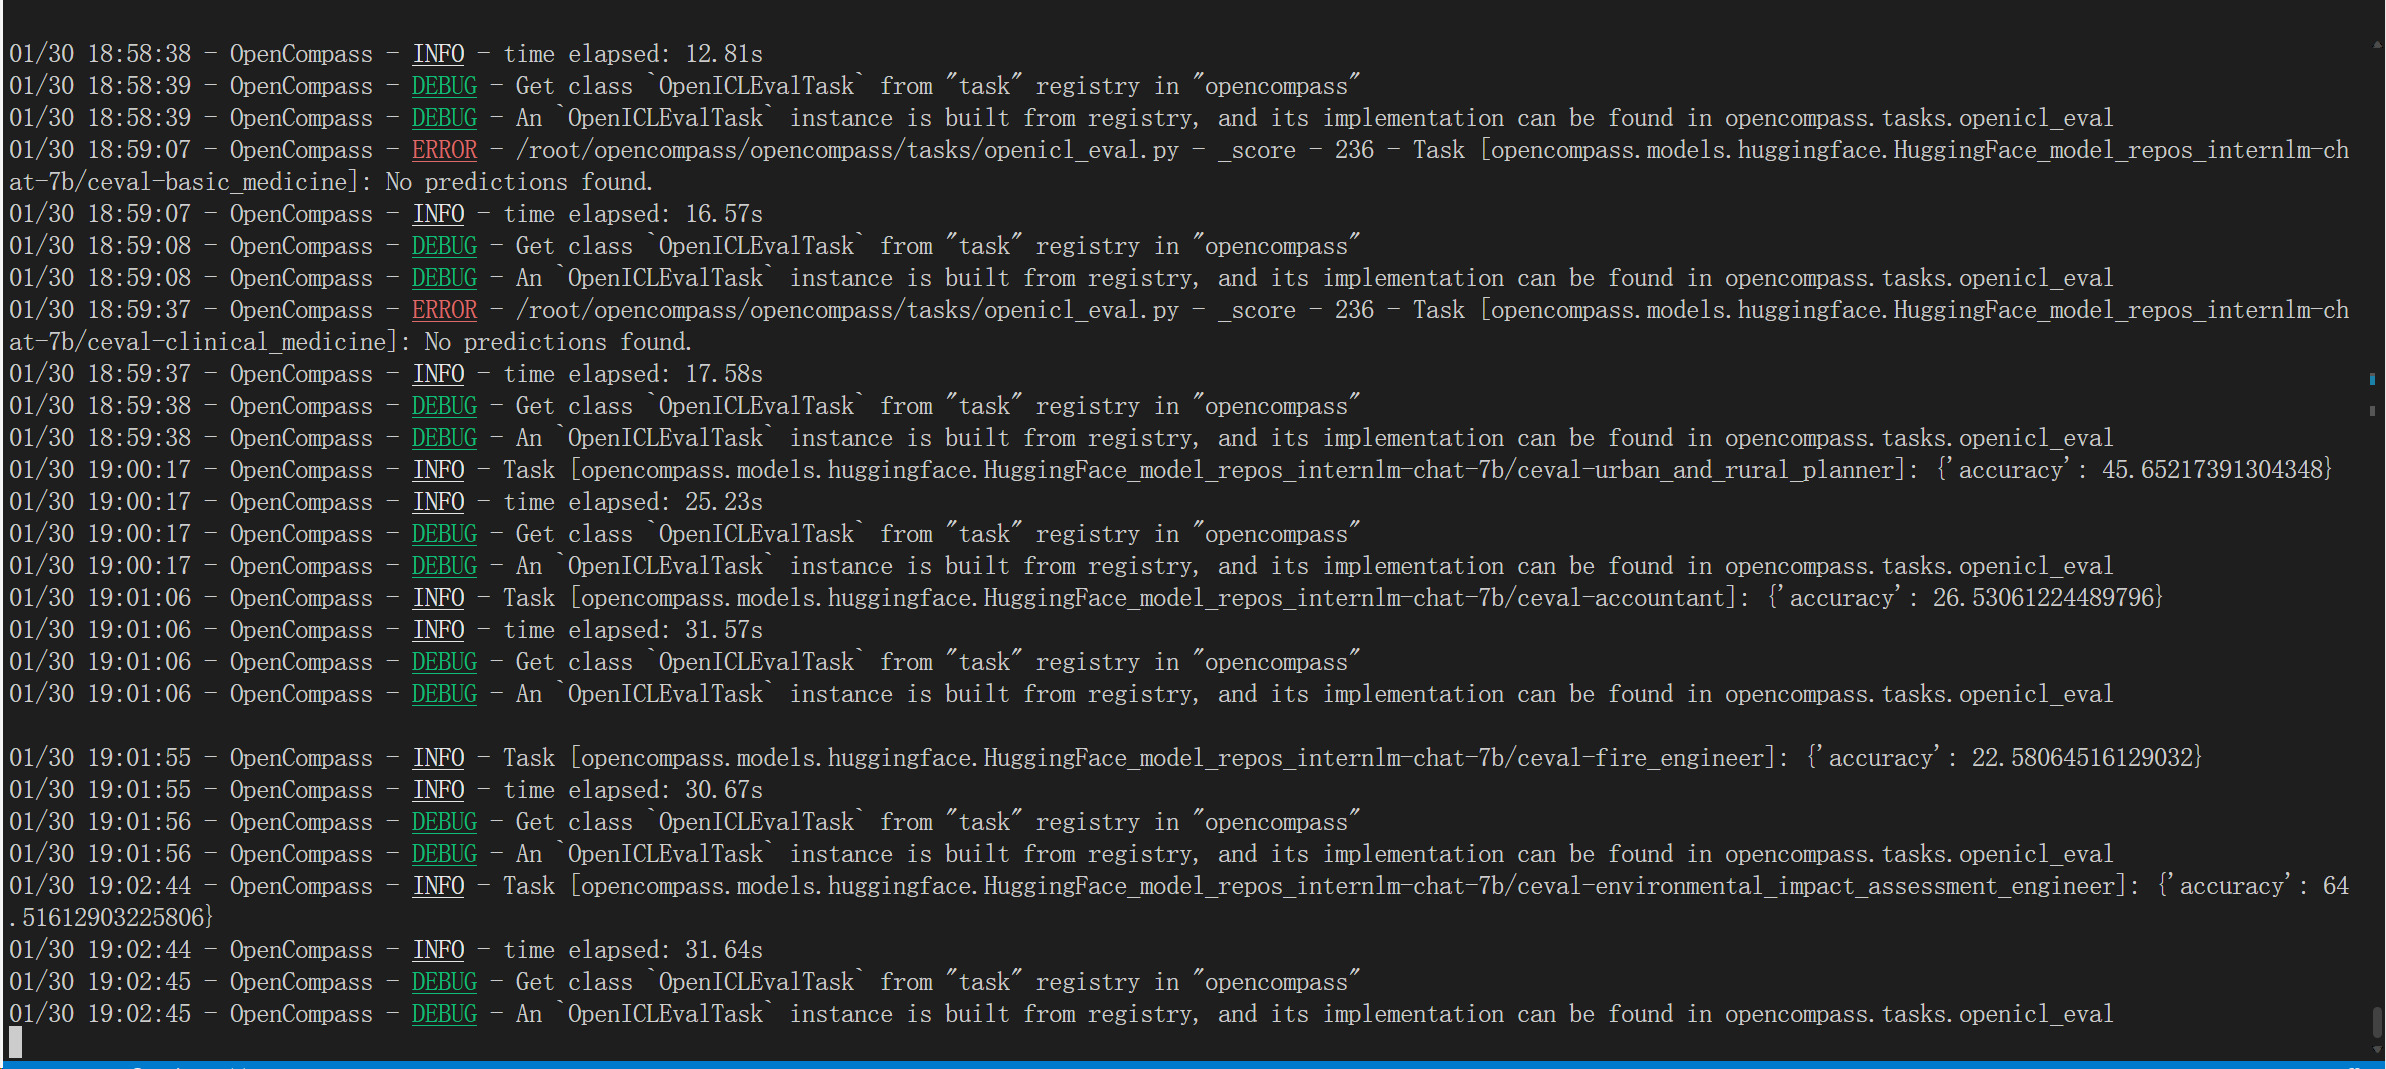 01/30 18:58:38 - OpenCompass - INFO - time elapsed: 12.81s
01/30 18:58:39 - OpenCompass - DEBUG - Get class `OpenICLEvalTask` from "task" registry in "opencompass"
01/30 18:58:39 - OpenCompass - DEBUG - An `OpenICLEvalTask` instance is built from registry, and its implementation can be found in opencompass.tasks.openicl_eval
01/30 18:59:07 - OpenCompass - ERROR - /root/opencompass/opencompass/tasks/openicl_eval.py - _score - 236 - Task [opencompass.models.huggingface.HuggingFace_model_repos_internlm-ch
at-7b/ceval-basic_medicine]: No predictions found.
01/30 18:59:07 - OpenCompass - INFO - time elapsed: 16.57s
01/30 18:59:08 - OpenCompass - DEBUG - Get class `OpenICLEvalTask` from "task" registry in "opencompass"
01/30 18:59:08 - OpenCompass - DEBUG - An `OpenICLEvalTask` instance is built from registry, and its implementation can be found in opencompass.tasks.openicl_eval
01/30 18:59:37 - OpenCompass - ERROR - /root/opencompass/opencompass/tasks/openicl_eval.py - _score - 236 - Task [opencompass.models.huggingface.HuggingFace_model_repos_internlm-ch
at-7b/ceval-clinical_medicine]: No predictions found.
01/30 18:59:37 - OpenCompass - INFO - time elapsed: 17.58s
01/30 18:59:38 - OpenCompass - DEBUG - Get class `OpenICLEvalTask` from "task" registry in "opencompass"
01/30 18:59:38 - OpenCompass - DEBUG - An `OpenICLEvalTask` instance is built from registry, and its implementation can be found in opencompass.tasks.openicl_eval
01/30 19:00:17 - OpenCompass - INFO - Task [opencompass.models.huggingface.HuggingFace_model_repos_internlm-chat-7b/ceval-urban_and_rural_planner]: {'accuracy': 45.65217391304348}
01/30 19:00:17 - OpenCompass - INFO - time elapsed: 25.23s
01/30 19:00:17 - OpenCompass - DEBUG - Get class `OpenICLEvalTask` from "task" registry in "opencompass"
01/30 19:00:17 - OpenCompass - DEBUG - An `OpenICLEvalTask` instance is built from registry, and its implementation can be found in opencompass.tasks.openicl_eval
01/30 19:01:06 - OpenCompass - INFO - Task [opencompass.models.huggingface.HuggingFace_model_repos_internlm-chat-7b/ceval-accountant]: {'accuracy': 26.53061224489796}
01/30 19:01:06 - OpenCompass - INFO - time elapsed: 31.57s
01/30 19:01:06 - OpenCompass - DEBUG - Get class `OpenICLEvalTask` from "task" registry in "opencompass"
01/30 19:01:06 - OpenCompass - DEBUG - An `OpenICLEvalTask` instance is built from registry, and its implementation can be found in opencompass.tasks.openicl_eval
01/30 19:01:55 - OpenCompass - INFO - Task [opencompass.models.huggingface.HuggingFace_model_repos_internlm-chat-7b/ceval-fire_engineer]: {'accuracy': 22.58064516129032}
01/30 19:01:55 - OpenCompass - INFO - time elapsed: 30.67s
01/30 19:01:56 - OpenCompass - DEBUG - Get class `OpenICLEvalTask` from "task" registry in "opencompass"
01/30 19:01:56 - OpenCompass - DEBUG - An `OpenICLEvalTask` instance is built from registry, and its implementation can be found in opencompass.tasks.openicl_eval
01/30 19:02:44 - OpenCompass - INFO - Task [opencompass.models.huggingface.HuggingFace_model_repos_internlm-chat-7b/ceval-environmental_impact_assessment_engineer]: {'accuracy': 64
.51612903225806}
01/30 19:02:44 - OpenCompass - INFO - time elapsed: 31.64s
01/30 19:02:45 - OpenCompass - DEBUG - Get class `OpenICLEvalTask` from "task" registry in "opencompass"
01/30 19:02:45 - OpenCompass - DEBUG - An `OpenICLEvalTask` instance is built from registry, and its implementation can be found in opencompass.tasks.openicl_eval